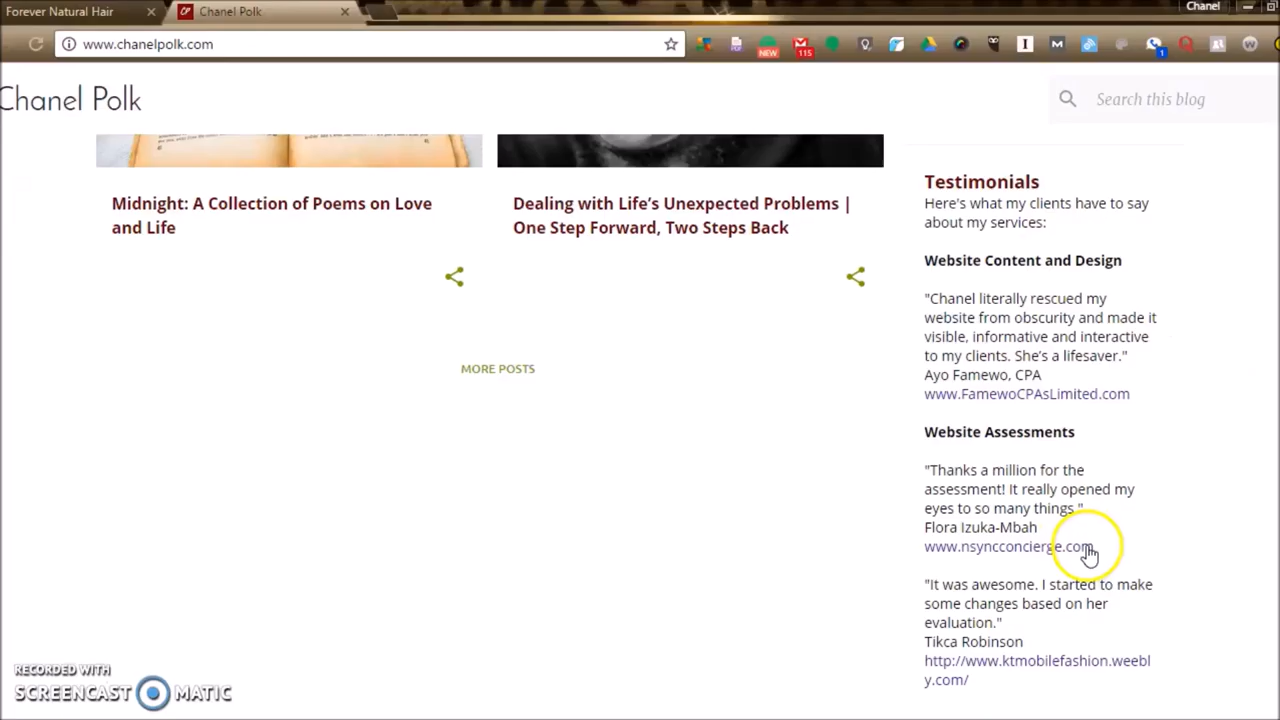 Forever Natural Hair
Chanel Polk
Chanel
www.chanelpolk.com
NEW
115
1
Chanel Polk
Search this blog
Midnight: A Collection of Poems on Love
and Life
Dealing with Life's Unexpected Problems |
One Step Forward, Two Steps Back
MORE POSTS
Testimonials
Here's what my clients have to say
about my services:
Website Content and Design
"Chanel literally rescued my
website from obscurity and made it
visible, informative and interactive
to my clients. She's a lifesaver."
Ayo Famewo, CPA
www.FamewoCPAsLimited.com
Website Assessments
"Thanks a million for the
assessment! It really opened my
eyes to so many things."
Flora Izuka-Mbah
www.nsyncconcierge.com
"It was awesome. I started to make
some changes based on her
evaluation."
Tikca Robinson
http://www.ktmobilefashion.weebl
y.com/
RECORDED WITH
SCREENCAST MATIC